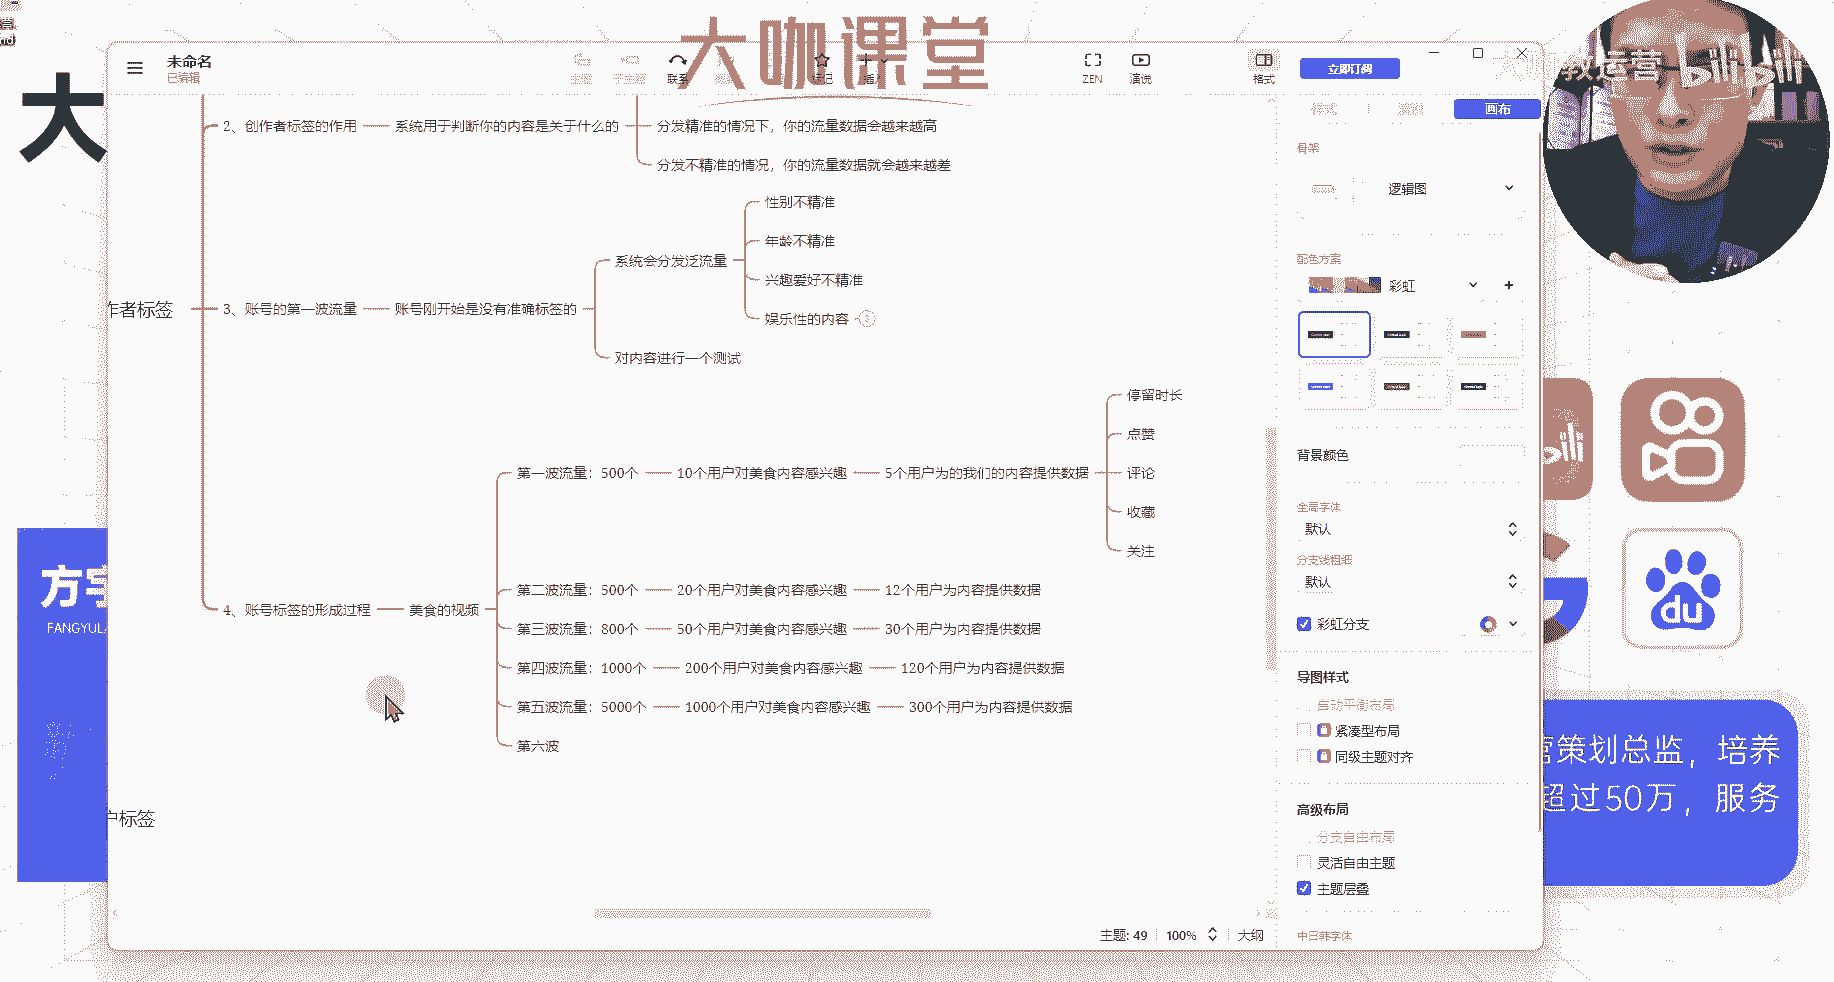 大咖课堂
未命名
已编辑
主题
子主题
联系
标记
插入
ZEN
演说
格式
立即订阅
运营 bilibili
大
画布
2、创作者标签的作用
系统用于判断你的内容是关于什么的
分发精准的情况下，你的流量数据会越来越高
分发不精准的情况，你的流量数据就会越来越差
作者标签
3、账号的第一波流量
账号刚开始是没有准确标签的
系统会分发泛流量
性别不精准
年龄不精准
兴趣爱好不精准
娱乐性的内容
对内容进行一个测试
4、账号标签的形成过程
美食的视频
第一波流量：500个
10个用户对美食内容感兴趣
5个用户为的我们的内容提供数据
停留时长
点赞
评论
收藏
关注
第二波流量：500个
20个用户对美食内容感兴趣
12个用户为内容提供数据
第三波流量：800个
50个用户对美食内容感兴趣
30个用户为内容提供数据
第四波流量：1000个
200个用户对美食内容感兴趣
120个用户为内容提供数据
第五波流量：5000个
1000个用户对美食内容感兴趣
300个用户为内容提供数据
第六波
户标签
骨架
逻辑图
配色方案
彩虹
背景颜色
全局字体
默认
分支线粗细
默认
彩虹分支
导图样式
自动平衡布局
紧凑型布局
同级主题对齐
高级布局
分支自由布局
灵活自由主题
主题层叠
中日韩字体
主题: 49
100%
大纲
方宇
FANGYUL
du
营策划总监，培养
超过50万，服务